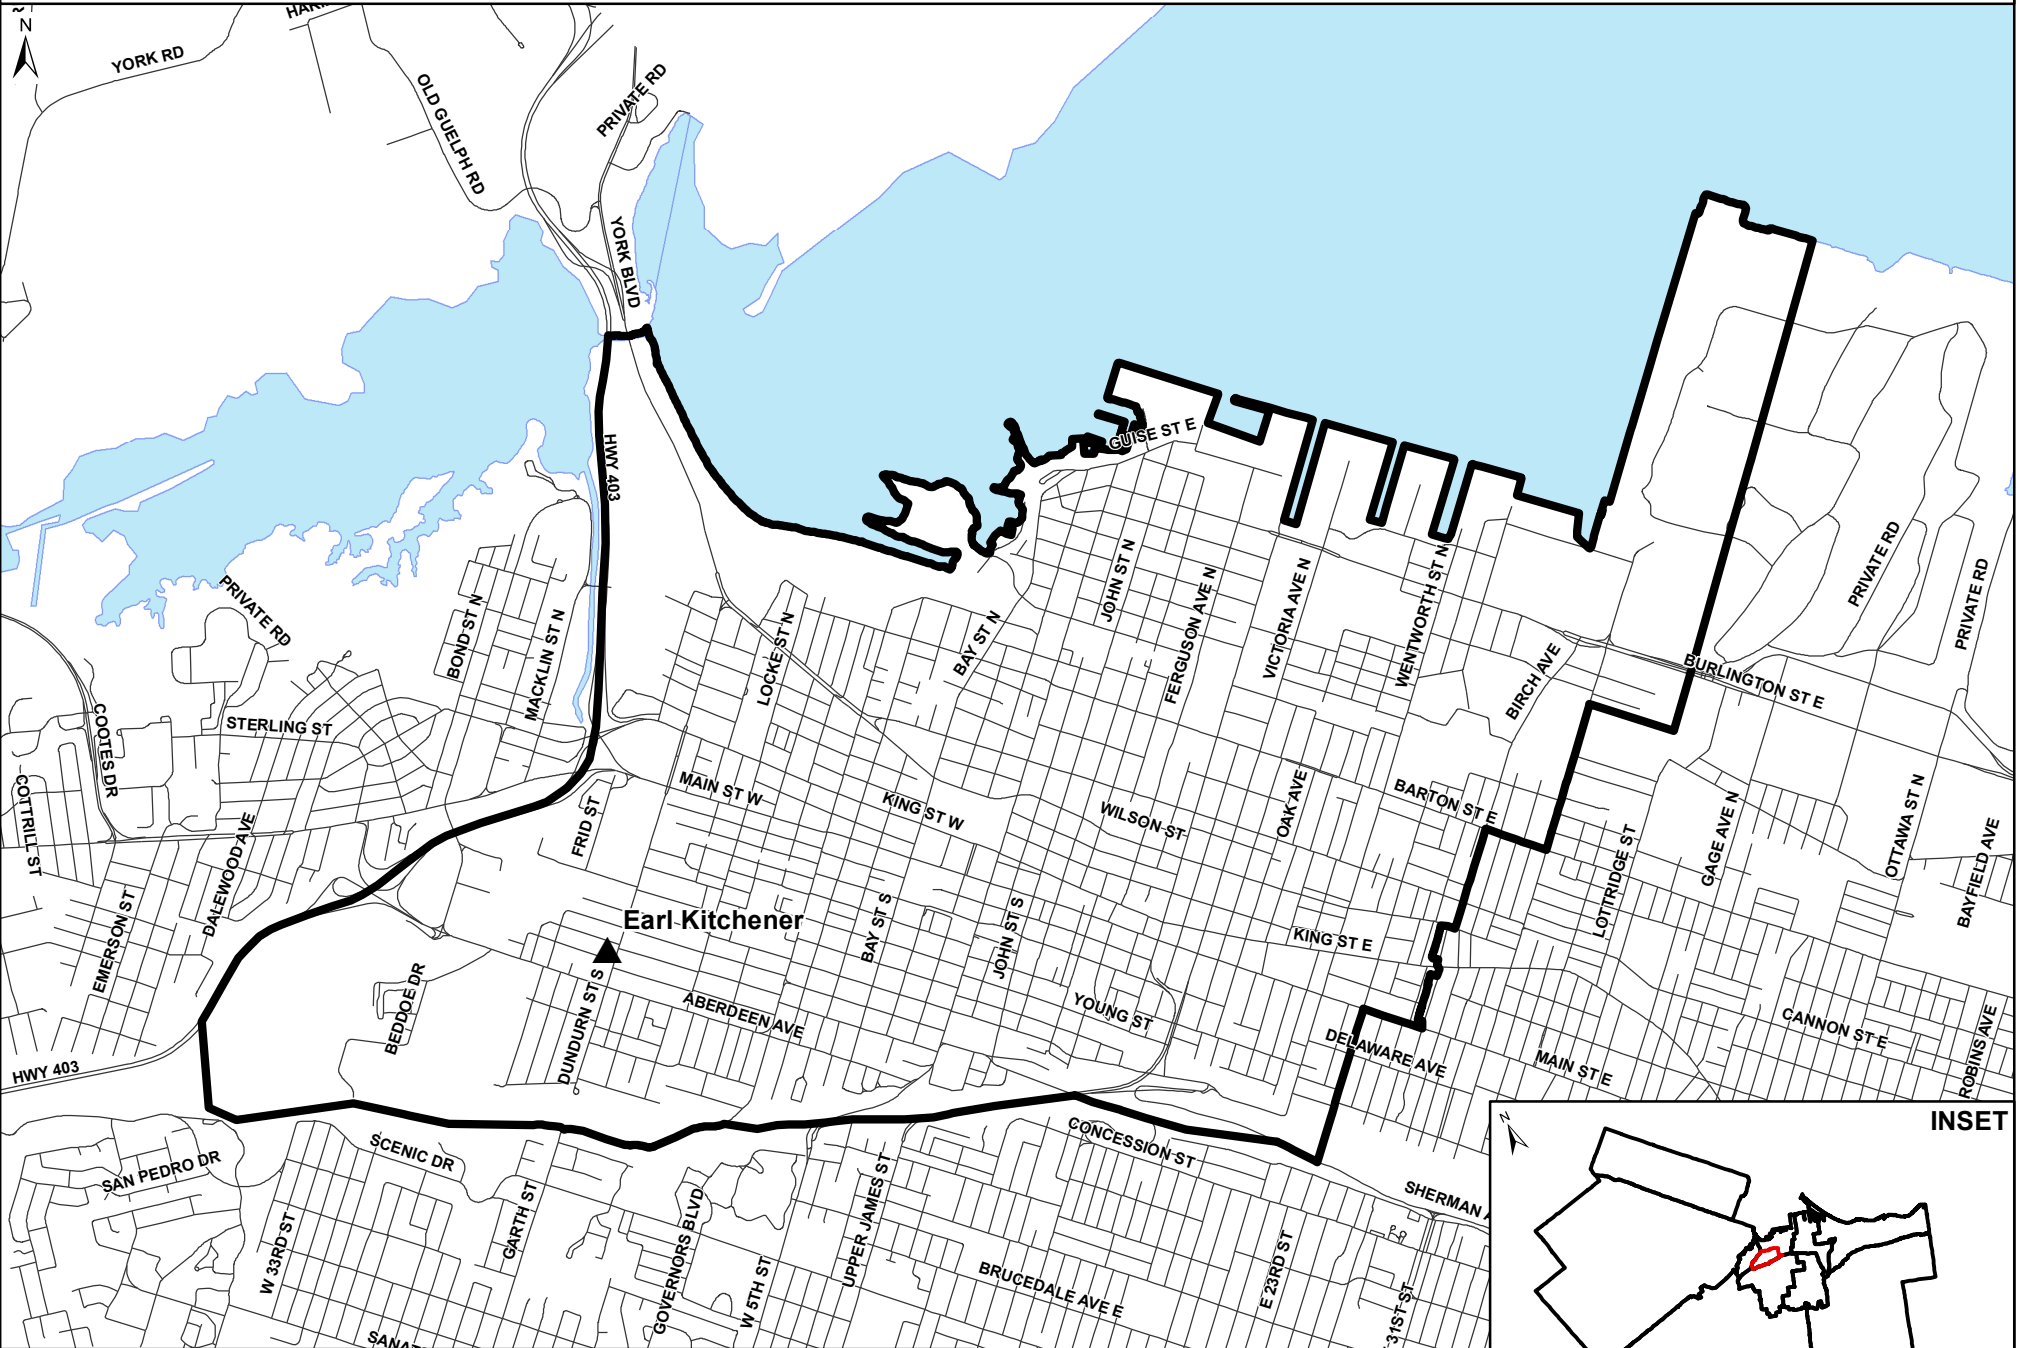 N
YORK RD
OLD GUELPH RD
PRIVATE RD
YORK BLVD
HWY 403
GUISE ST E
PRIVATE RD
BOND ST N
MACKLIN ST N
LOCKE ST N
BAY ST N
JOHN ST N
FERGUSON AVE N
VICTORIA AVE N
WENTWORTH ST N
BIRCH AVE
BURLINGTON ST E
PRIVATE RD
PRIVATE RD
COOTES DR
STERLING ST
COTTRILL ST
DALEWOOD AVE
EMERSON ST
FRID ST
MAIN ST W
KING ST W
WILSON ST
OAK AVE
BARTON ST E
LOTTRIDGE ST
GAGE AVE N
OTTAWA ST N
BAYFIELD AVE
Earl Kitchener
BAY ST S
JOHN ST S
KING ST E
BEDDOE DR
DUNDURN ST S
ABERDEEN AVE
YOUNG ST
DELAWARE AVE
MAIN ST E
CANNON ST E
ROBINS AVE
HWY 403
SAN PEDRO DR
SCENIC DR
CONCESSION ST
W 33RD ST
GARTH ST
GOVERNORS BLVD
W 5TH ST
UPPER JAMES ST
BRUCEDALE AVE E
E 23RD ST
31ST ST
SHERMAN
INSET
N